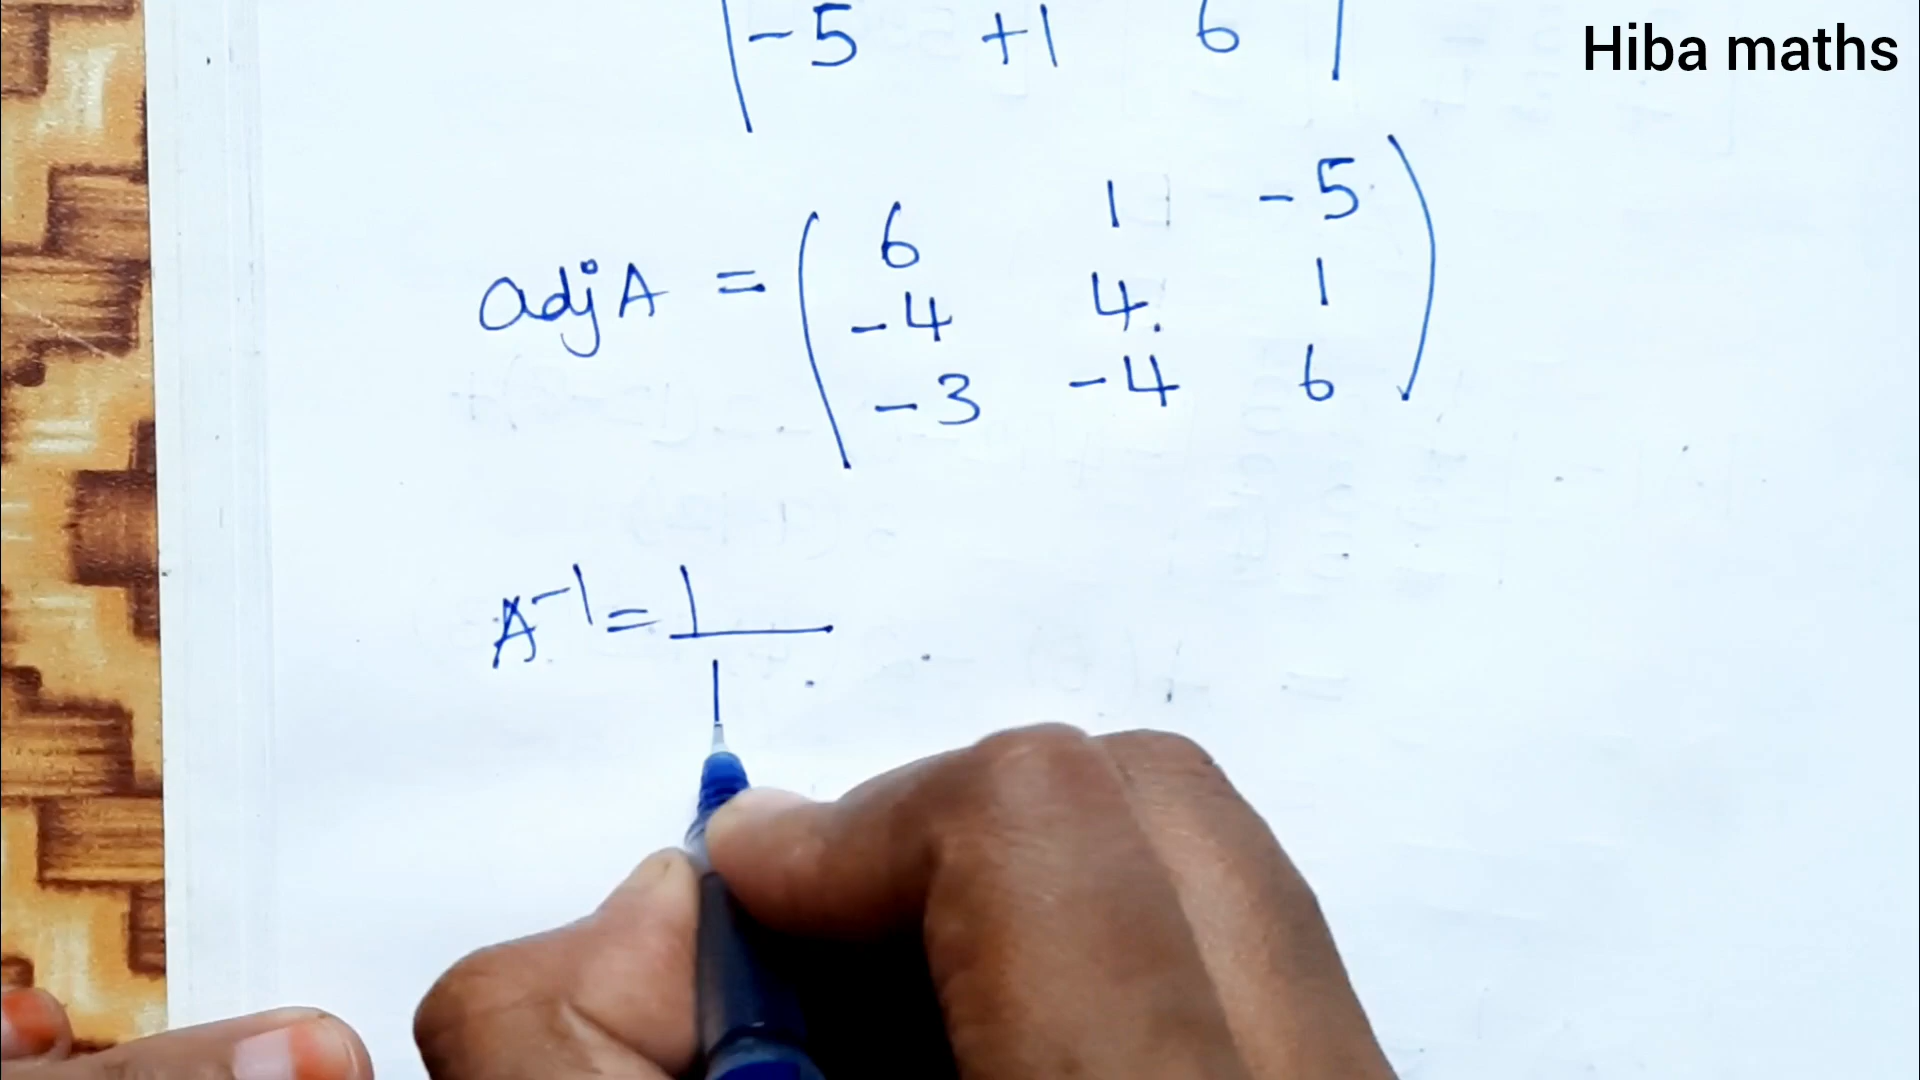 Hiba maths
-5 +1 6
6 1 -5
adj A = -4 4. 1
-3 -4 6
A⁻¹ = 1